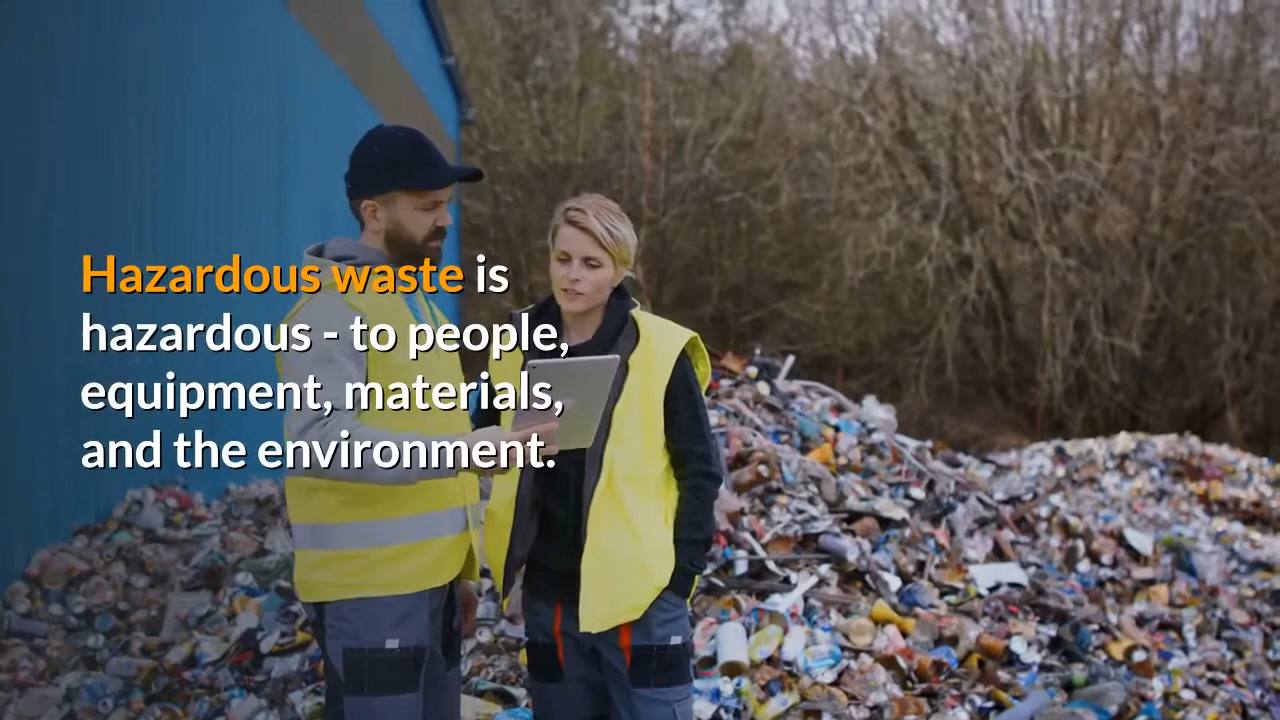 Hazardous waste is
hazardous - to people,
equipment, materials,
and the environment.